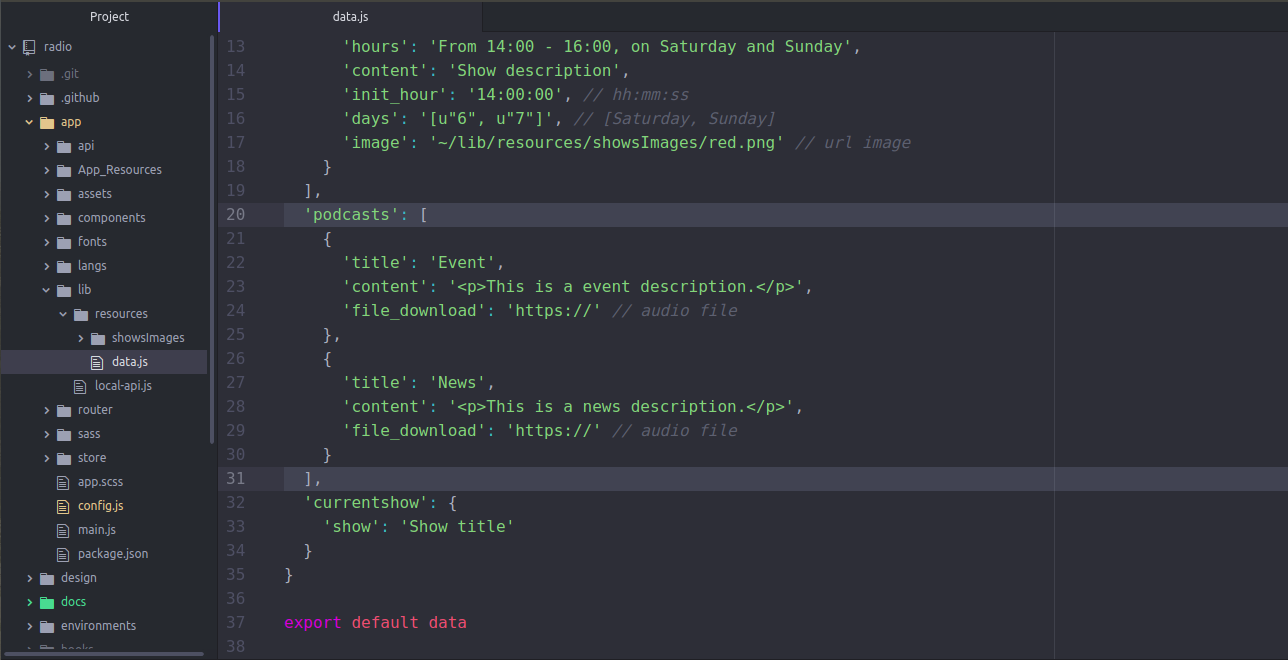 Project
radio
.git
.github
app
api
App_Resources
assets
components
fonts
langs
lib
resources
showsImages
data.js
local-api.js
router
sass
store
app.scss
config.js
main.js
package.json
design
docs
environments
hooks
data.js
13 'hours': 'From 14:00 - 16:00, on Saturday and Sunday',
14 'content': 'Show description',
15 'init_hour': '14:00:00', // hh:mm:ss
16 'days': '[u"6", u"7"]', // [Saturday, Sunday]
17 'image': '~/lib/resources/showsImages/red.png' // url image
18 }
19 ],
20 'podcasts': [
21 {
22 'title': 'Event',
23 'content': '<p>This is a event description.</p>',
24 'file_download': 'https://' // audio file
25 },
26 {
27 'title': 'News',
28 'content': '<p>This is a news description.</p>',
29 'file_download': 'https://' // audio file
30 }
31 ],
32 'currentshow': {
33 'show': 'Show title'
34 }
35 }
36
37 export default data
38